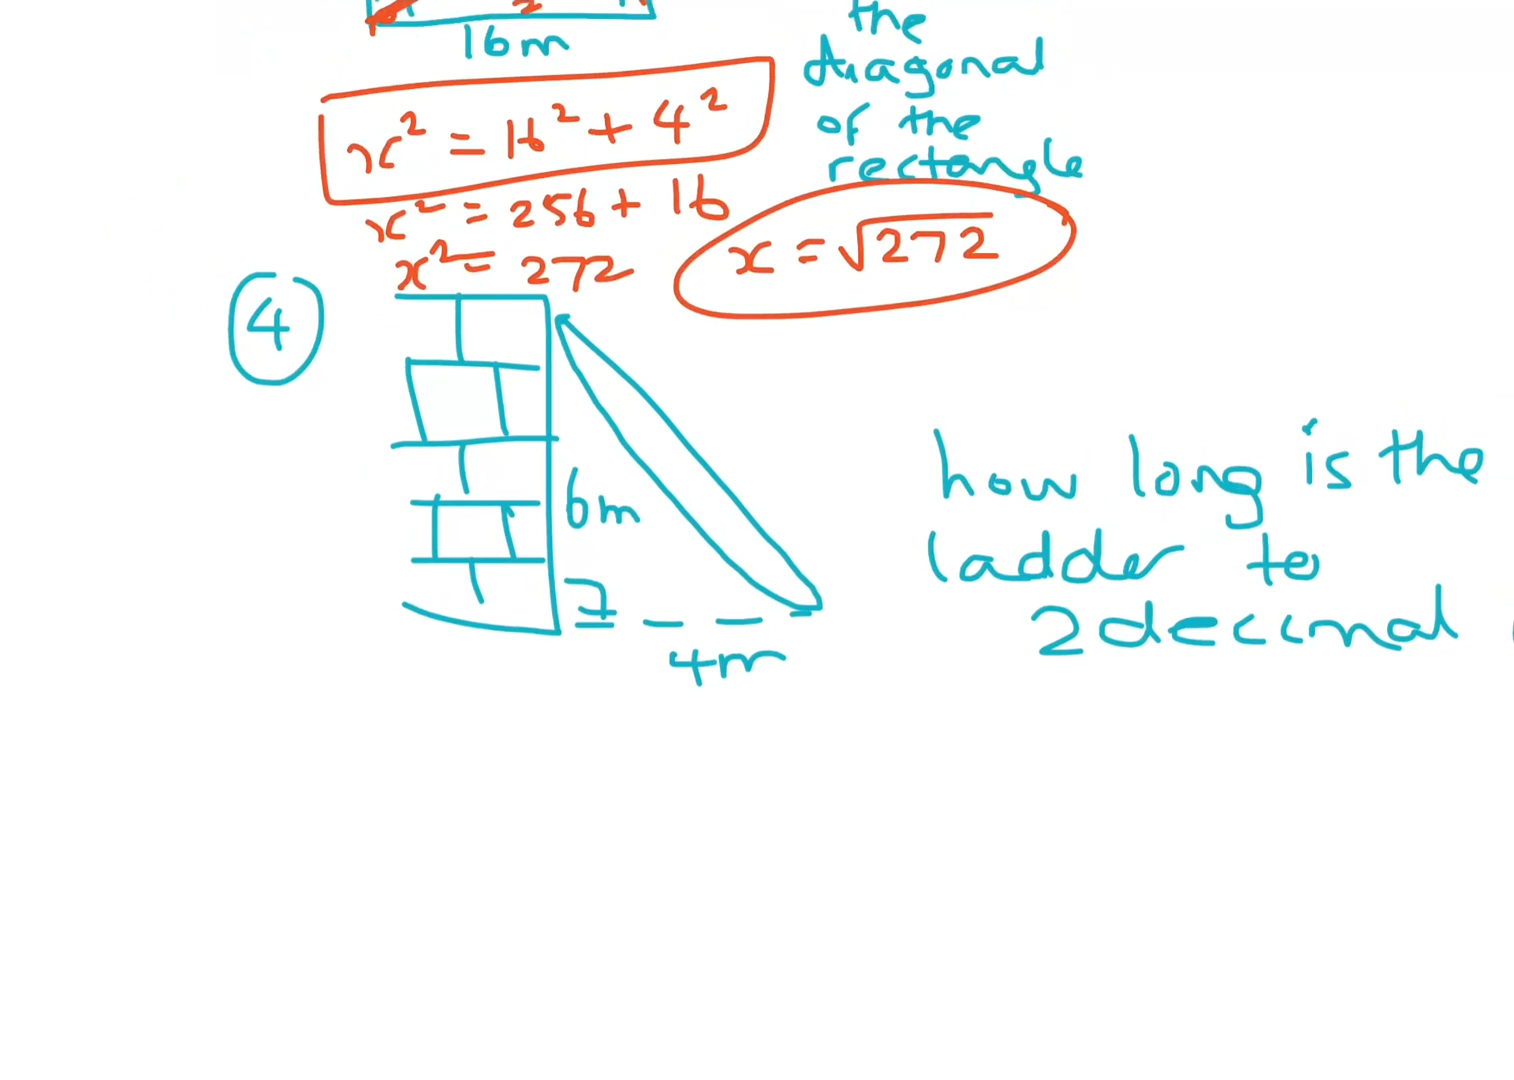 16m
the
diagonal
of the
rectangle
x² = 16² + 4²
x² = 256 + 16
x² = 272
x = √272
4
6m
4m
how long is the
ladder to
2 decimal